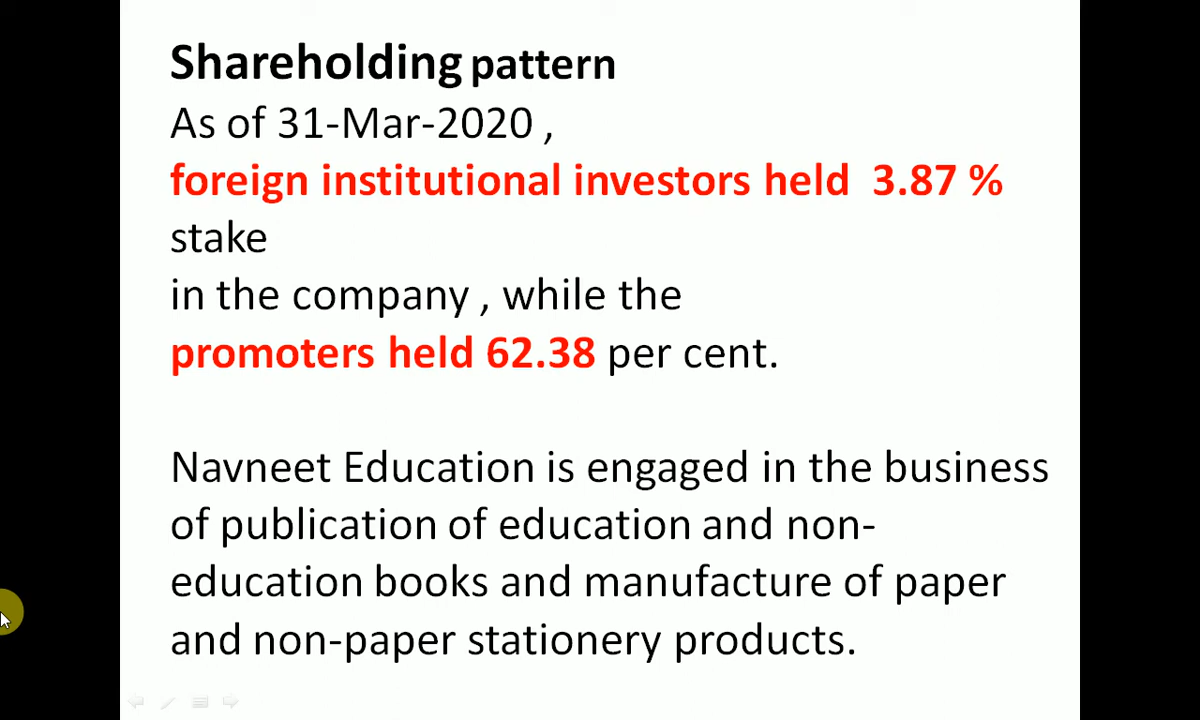 Shareholding pattern
As of 31-Mar-2020 ,
foreign institutional investors held 3.87 %
stake
in the company , while the
promoters held 62.38 per cent.
Navneet Education is engaged in the business
of publication of education and non-
education books and manufacture of paper
and non-paper stationery products.